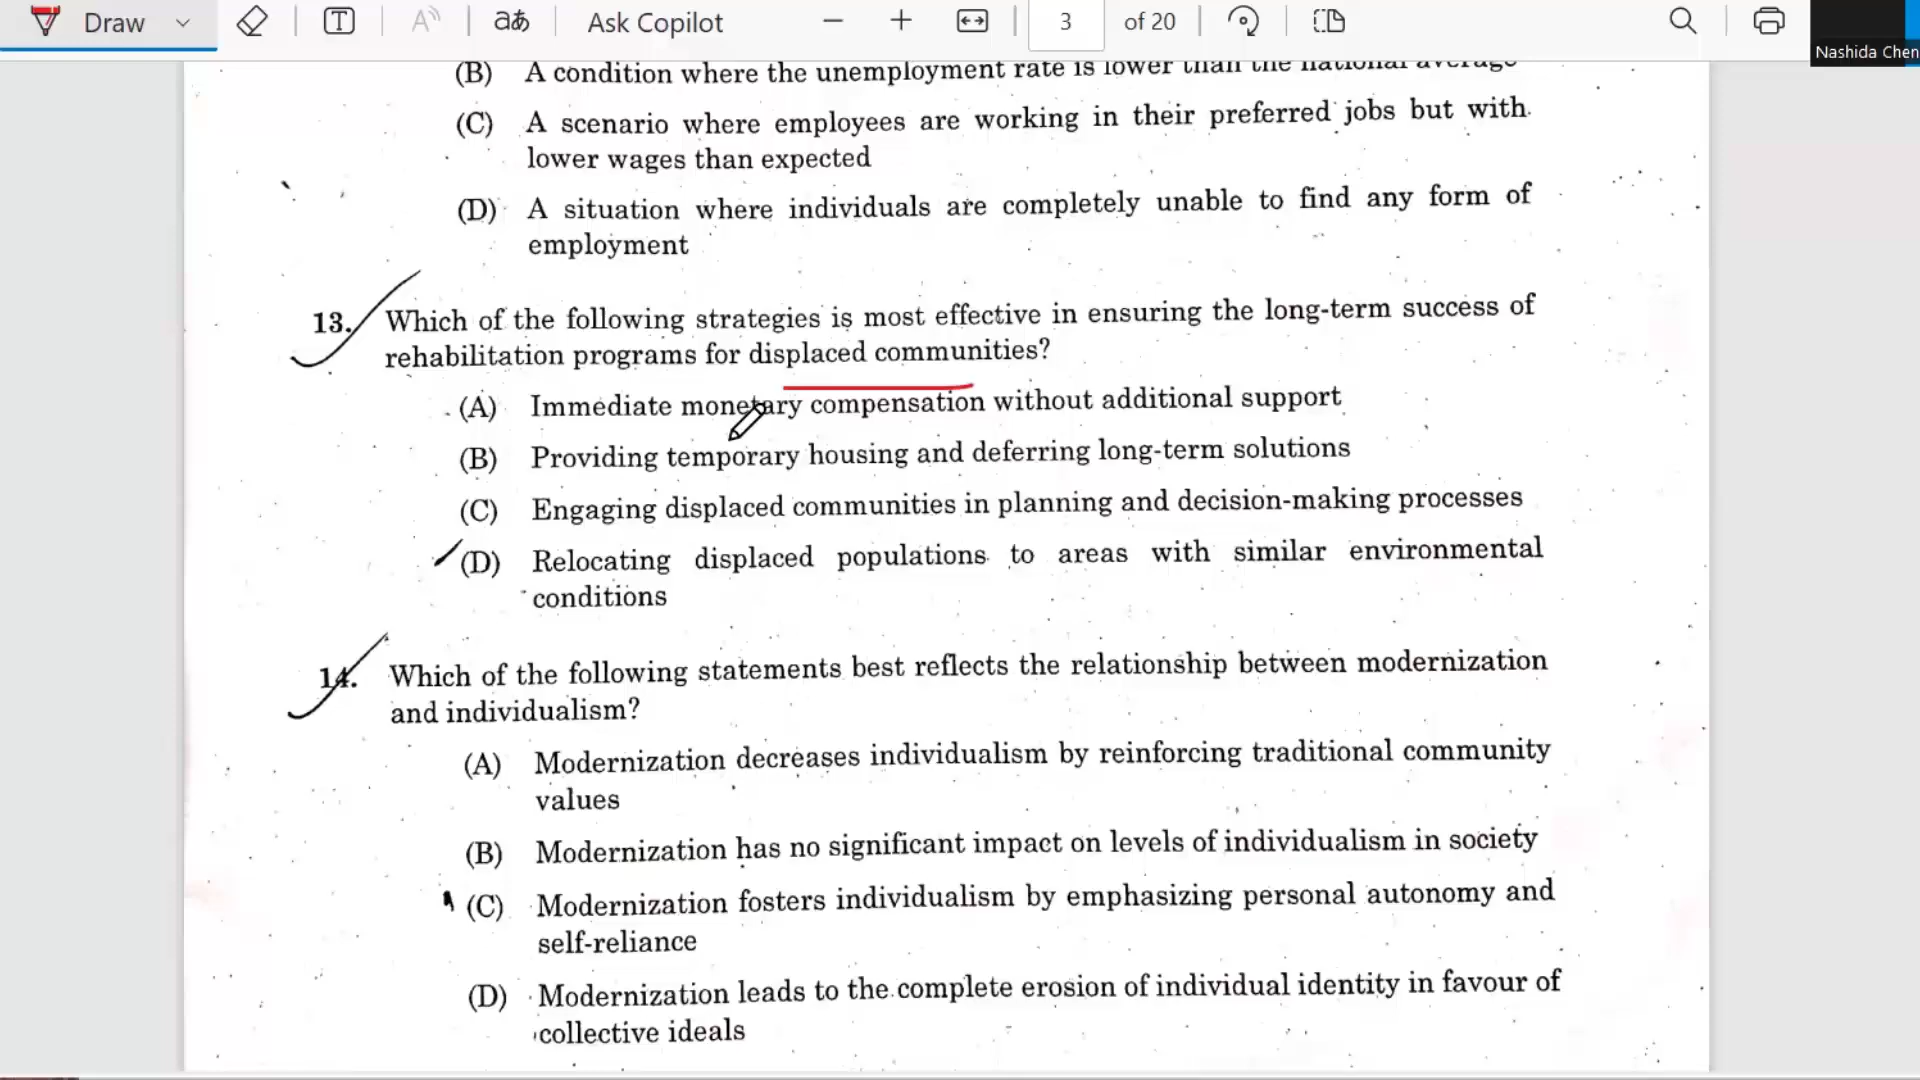 Draw
T
A
aあ
Ask Copilot
3
of 20
Nashida Chen
(B) A condition where the unemployment rate is lower than the national average
(C) A scenario where employees are working in their preferred jobs but with
lower wages than expected
(D) A situation where individuals are completely unable to find any form of
employment
13. Which of the following strategies is most effective in ensuring the long-term success of
rehabilitation programs for displaced communities?
(A) Immediate monetary compensation without additional support
(B) Providing temporary housing and deferring long-term solutions
(C) Engaging displaced communities in planning and decision-making processes
(D) Relocating displaced populations to areas with similar environmental
conditions
14. Which of the following statements best reflects the relationship between modernization
and individualism?
(A) Modernization decreases individualism by reinforcing traditional community
values
(B) Modernization has no significant impact on levels of individualism in society
(C) Modernization fosters individualism by emphasizing personal autonomy and
self-reliance
(D) Modernization leads to the complete erosion of individual identity in favour of
collective ideals